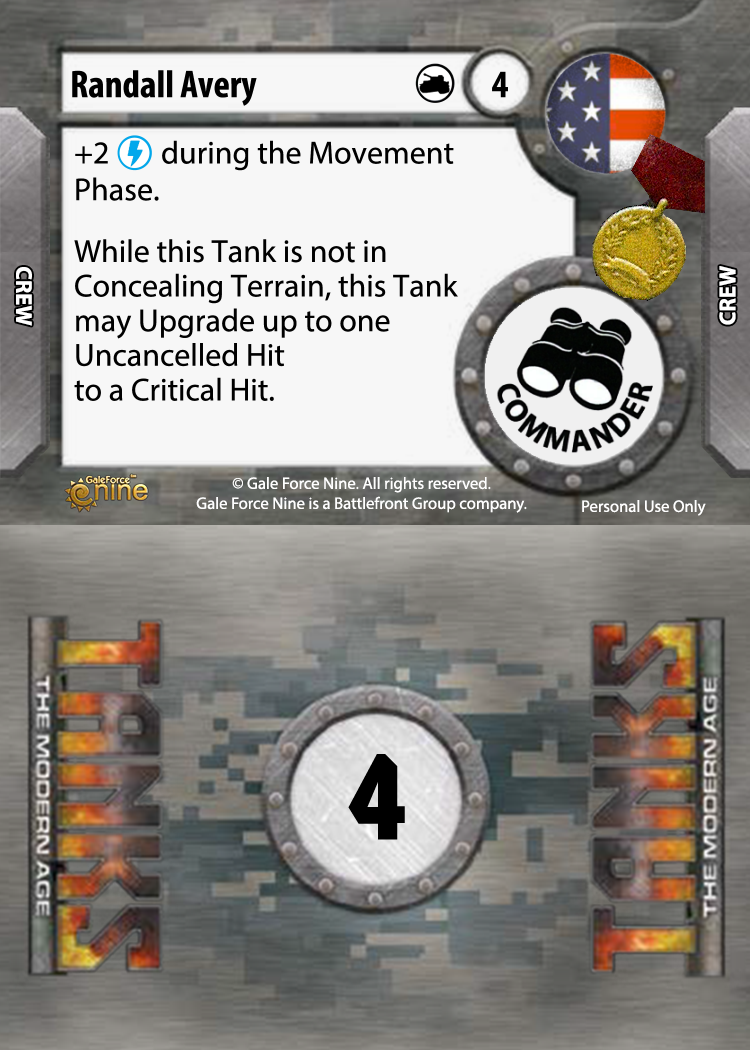 Randall Avery
4
+2 during the Movement
Phase.
While this Tank is not in
Concealing Terrain, this Tank
may Upgrade up to one
Uncancelled Hit
to a Critical Hit.
CREW
CREW
COMMANDER
GaleForce™
nine
© Gale Force Nine. All rights reserved.
Gale Force Nine is a Battlefront Group company.
Personal Use Only
TANKS
THE MODERN AGE
4
TANKS
THE MODERN AGE